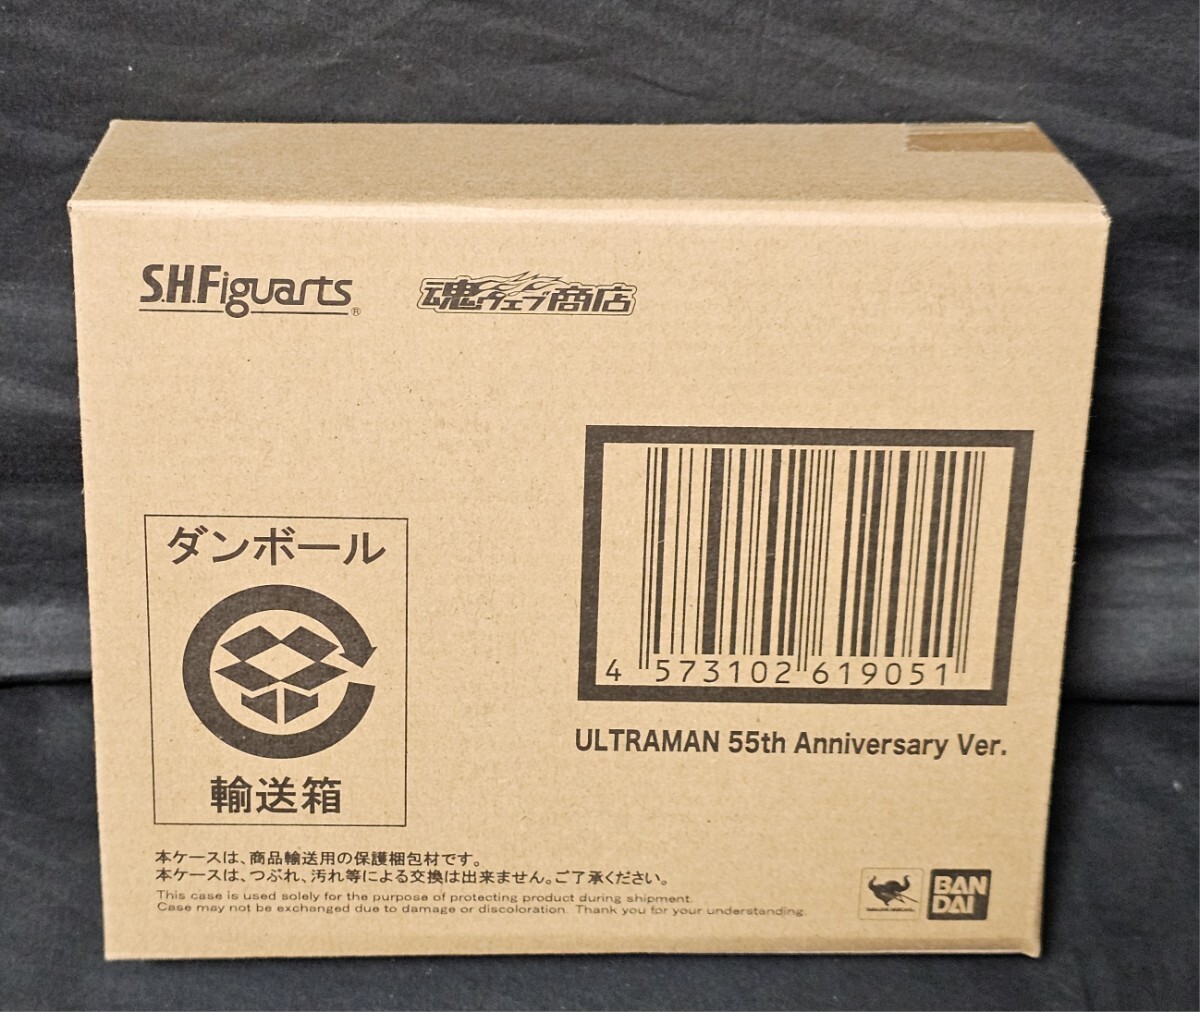 S.H.Figuarts®
魂ウェブ商店
4 573102 619051
ULTRAMAN 55th Anniversary Ver.
ダンボール
輸送箱
本ケースは、商品輸送用の保護梱包材です。
本ケースは、つぶれ、汚れ等による交換は出来ません。ご了承ください。
This case is used solely for the purpose of protecting product during shipment.
Case may not be exchanged due to damage or discoloration. Thank you for your understanding.
BAN
DAI